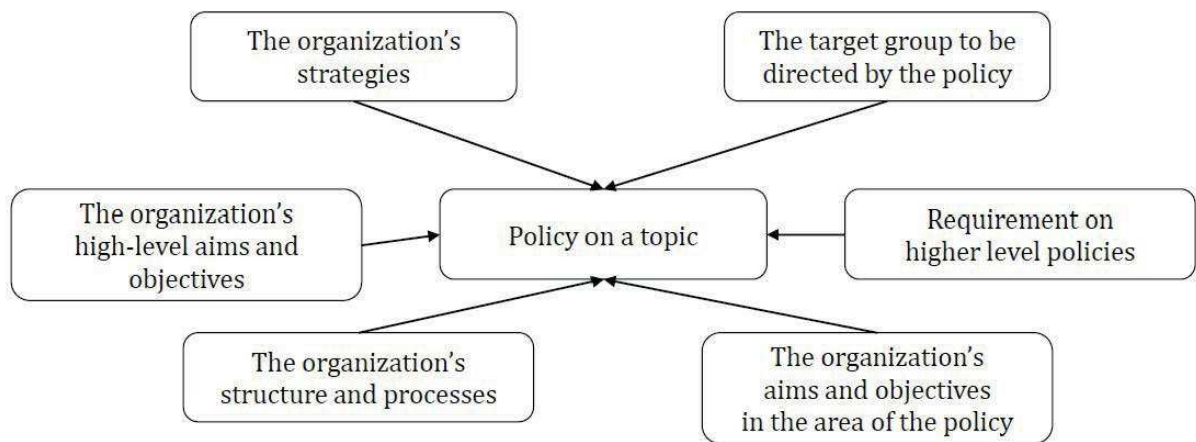 The organization’s
strategies
The target group to be
directed by the policy
The organization’s
high-level aims and
objectives
Policy on a topic
Requirement on
higher level policies
The organization’s
structure and processes
The organization’s
aims and objectives
in the area of the policy